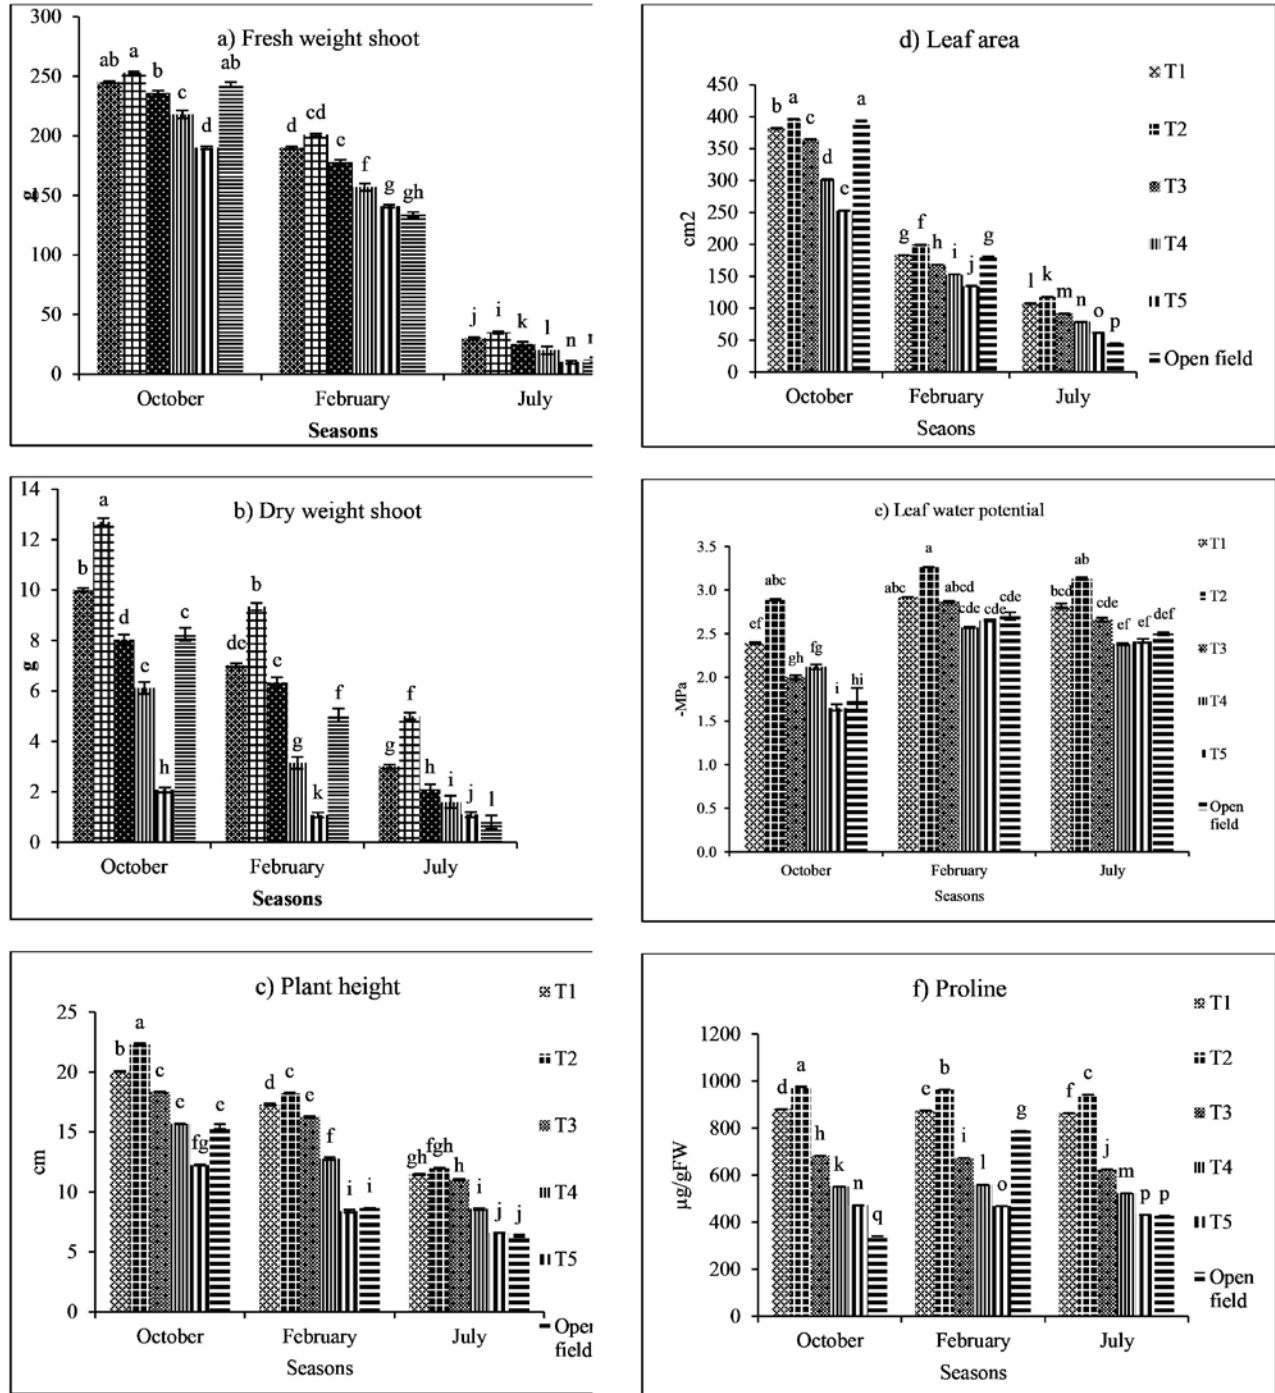 a) Fresh weight shoot
300
250
200
150
100
50
0
g
ab a b c d ab
d cd e f g gh
j i k l n
October February July
Seasons
d) Leaf area
450
400
350
300
250
200
150
100
50
0
cm2
b a c d c a
g f h i j g
l k m n o p
October February July
Seaons
T1
T2
T3
T4
T5
Open field
b) Dry weight shoot
14
12
10
8
6
4
2
0
g
b a d c h c
dc b c g k f
g f h i j l
October February July
Seasons
e) Leaf water potential
3.5
3.0
2.5
2.0
1.5
1.0
0.5
0.0
-MPa
ef abc gh fg i hi
abc a abcd cde cde cde
bcd ab cde ef ef def
October February July
Seasons
T1
T2
T3
T4
T5
Open
field
c) Plant height
25
20
15
10
5
0
cm
b a c e fg e
d c e f i i
gh fgh h i j j
October February July
Seasons
T1
T2
T3
T4
T5
Open
field
f) Proline
1200
1000
800
600
400
200
0
µg/gFW
d a h k n q
e b i l o g
f c j m p p
October February July
Seasons
T1
T2
T3
T4
T5
Open
field